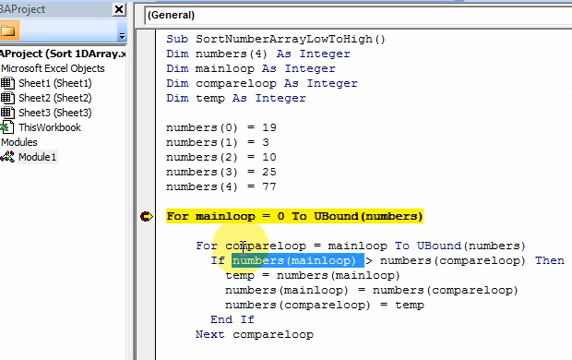 BAProject
AProject (Sort 1DArray.x
Microsoft Excel Objects
Sheet1 (Sheet1)
Sheet2 (Sheet2)
Sheet3 (Sheet3)
ThisWorkbook
Modules
Module1
(General)
Sub SortNumberArrayLowToHigh()
Dim numbers(4) As Integer
Dim mainloop As Integer
Dim compareloop As Integer
Dim temp As Integer
numbers(0) = 19
numbers(1) = 3
numbers(2) = 10
numbers(3) = 25
numbers(4) = 77
For mainloop = 0 To UBound(numbers)
For compareloop = mainloop To UBound(numbers)
If numbers(mainloop) > numbers(compareloop) Then
temp = numbers(mainloop)
numbers(mainloop) = numbers(compareloop)
numbers(compareloop) = temp
End If
Next compareloop